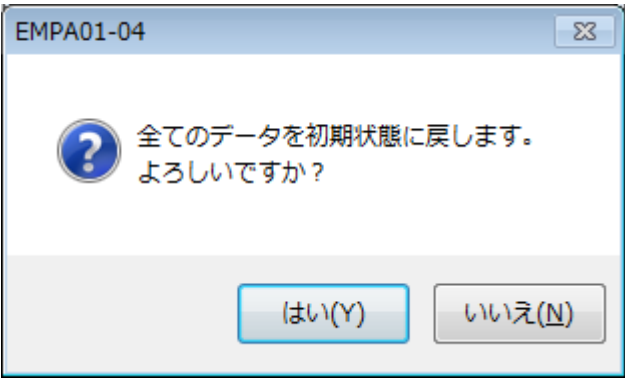 EMPA01-04
全てのデータを初期状態に戻します。
よろしいですか？
はい(Y)
いいえ(N)